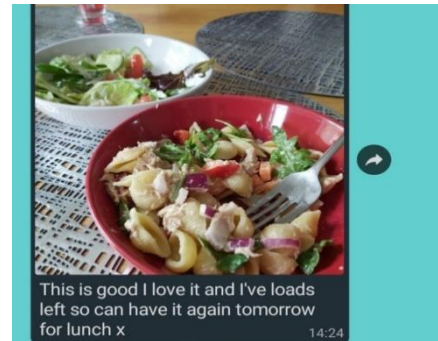 This is good I love it and I've loads
left so can have it again tomorrow
for lunch x
14:24